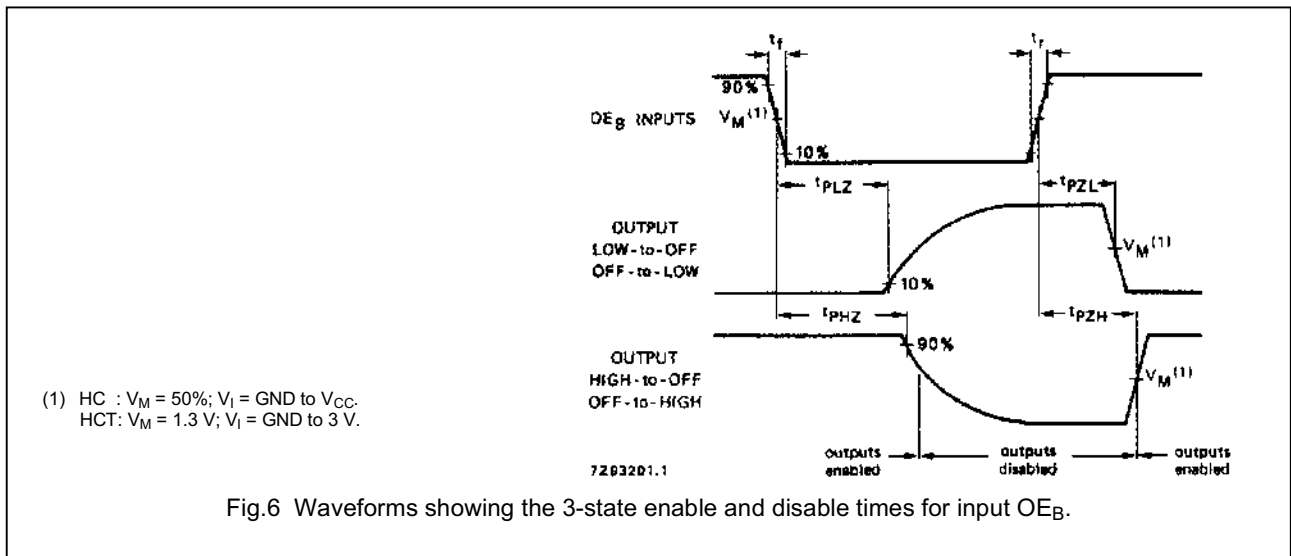 tf
tr
90%
OEB INPUTS
VM(1)
10%
tPLZ
tPZL
OUTPUT
LOW-to-OFF
OFF-to-LOW
VM(1)
10%
tPHZ
tPZH
90%
OUTPUT
HIGH-to-OFF
OFF-to-HIGH
VM(1)
(1) HC : VM = 50%; VI = GND to VCC.
HCT: VM = 1.3 V; VI = GND to 3 V.
outputs
enabled
outputs
disabled
outputs
enabled
7Z93201.1
Fig.6 Waveforms showing the 3-state enable and disable times for input OEB.